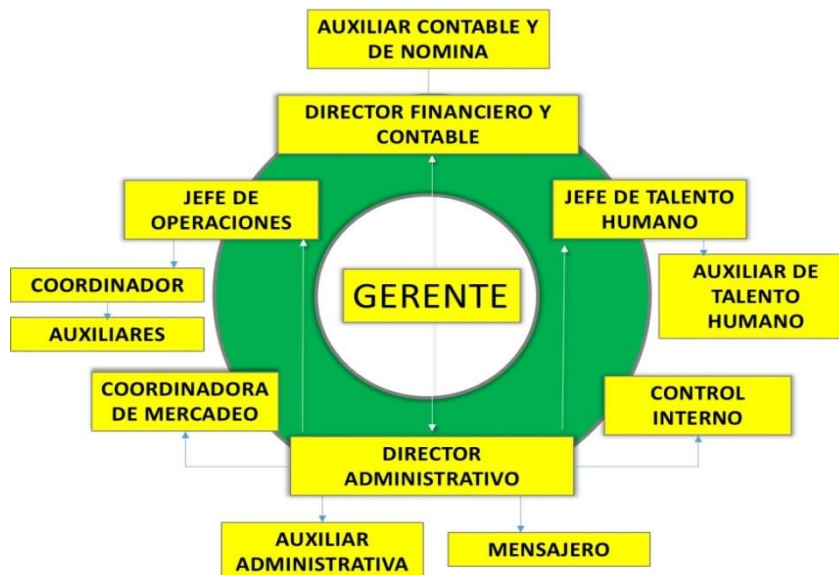 AUXILIAR CONTABLE Y
DE NOMINA
DIRECTOR FINANCIERO Y
CONTABLE
JEFE DE
OPERACIONES
JEFE DE TALENTO
HUMANO
COORDINADOR
AUXILIARES
GERENTE
AUXILIAR DE
TALENTO
HUMANO
COORDINADORA
DE MERCADEO
CONTROL
INTERNO
DIRECTOR
ADMINISTRATIVO
AUXILIAR
ADMINISTRATIVA
MENSAJERO